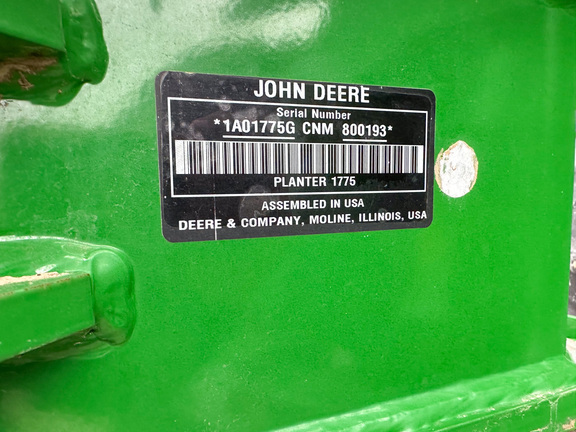 JOHN DEERE
Serial Number
*1A01775G CNM 800193*
PLANTER 1775
ASSEMBLED IN USA
DEERE & COMPANY, MOLINE, ILLINOIS, USA